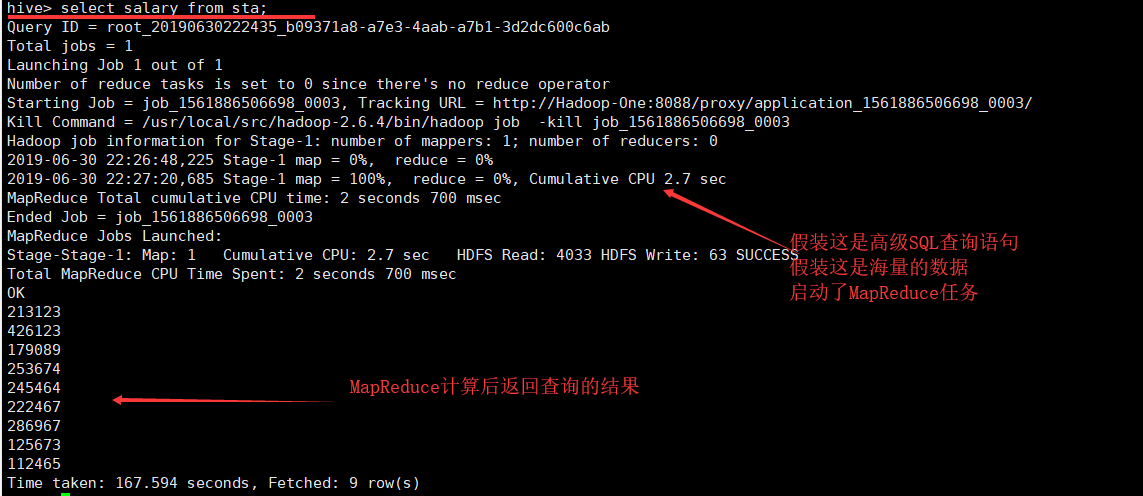 hive> select salary from sta;
Query ID = root_20190630222435_b09371a8-a7e3-4aab-a7b1-3d2dc600c6ab
Total jobs = 1
Launching Job 1 out of 1
Number of reduce tasks is set to 0 since there's no reduce operator
Starting Job = job_1561886506698_0003, Tracking URL = http://Hadoop-One:8088/proxy/application_1561886506698_0003/
Kill Command = /usr/local/src/hadoop-2.6.4/bin/hadoop job  -kill job_1561886506698_0003
Hadoop job information for Stage-1: number of mappers: 1; number of reducers: 0
2019-06-30 22:26:48,225 Stage-1 map = 0%,  reduce = 0%
2019-06-30 22:27:20,685 Stage-1 map = 100%,  reduce = 0%, Cumulative CPU 2.7 sec
MapReduce Total cumulative CPU time: 2 seconds 700 msec
Ended Job = job_1561886506698_0003
MapReduce Jobs Launched:
Stage-Stage-1: Map: 1   Cumulative CPU: 2.7 sec   HDFS Read: 4033 HDFS Write: 63 SUCCESS
Total MapReduce CPU Time Spent: 2 seconds 700 msec
假装这是高级SQL查询语句
假装这是海量的数据
启动了MapReduce任务
OK
213123
426123
179089
253674
245464
222467
286967
125673
112465
MapReduce计算后返回查询的结果
Time taken: 167.594 seconds, Fetched: 9 row(s)